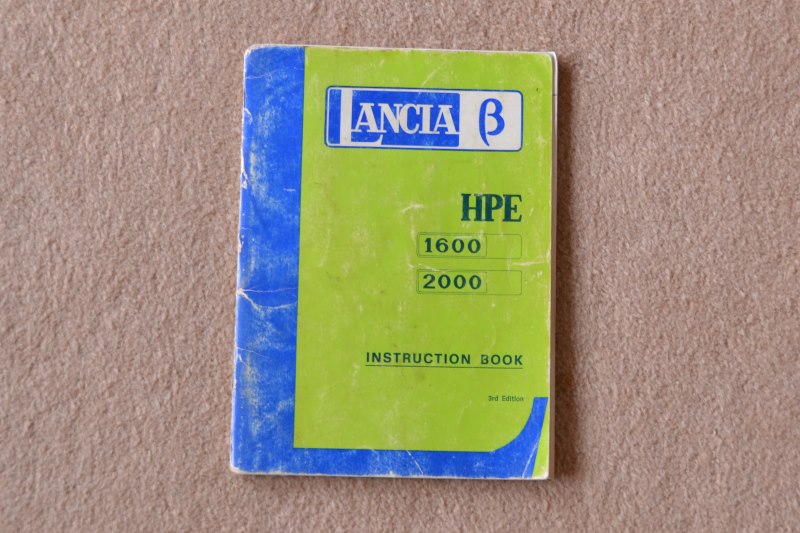 LANCIA β
HPE
1600
2000
INSTRUCTION BOOK
3rd Edition